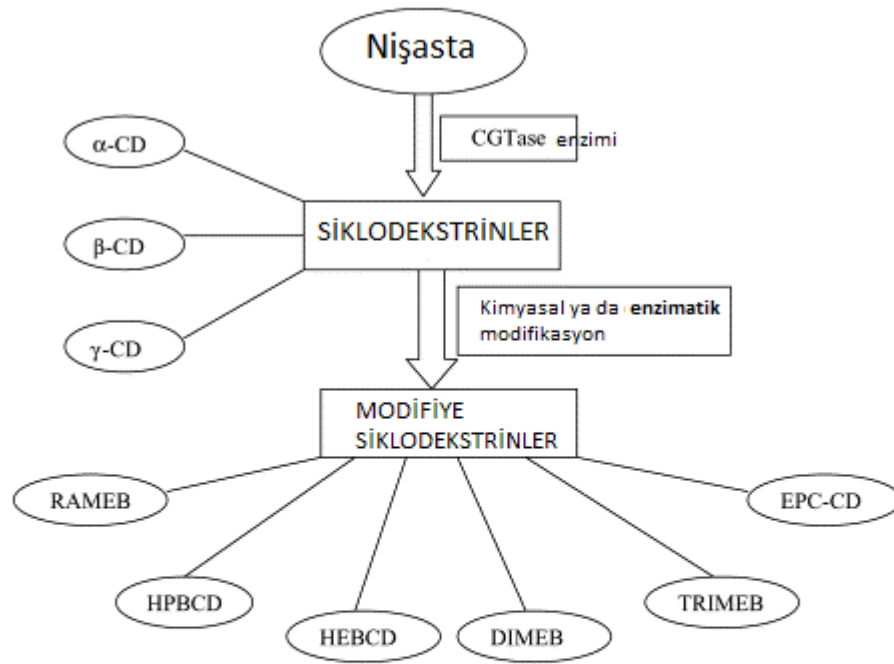 Nişasta
CGTase enzimi
α-CD
SİKLODEKSTRİNLER
β-CD
γ-CD
Kimyasal ya da enzimatik
modifikasyon
MODİFİYE
SİKLODEKSTRİNLER
RAMEB
EPC-CD
HPBCD
TRIMEB
HEBCD
DIMEB